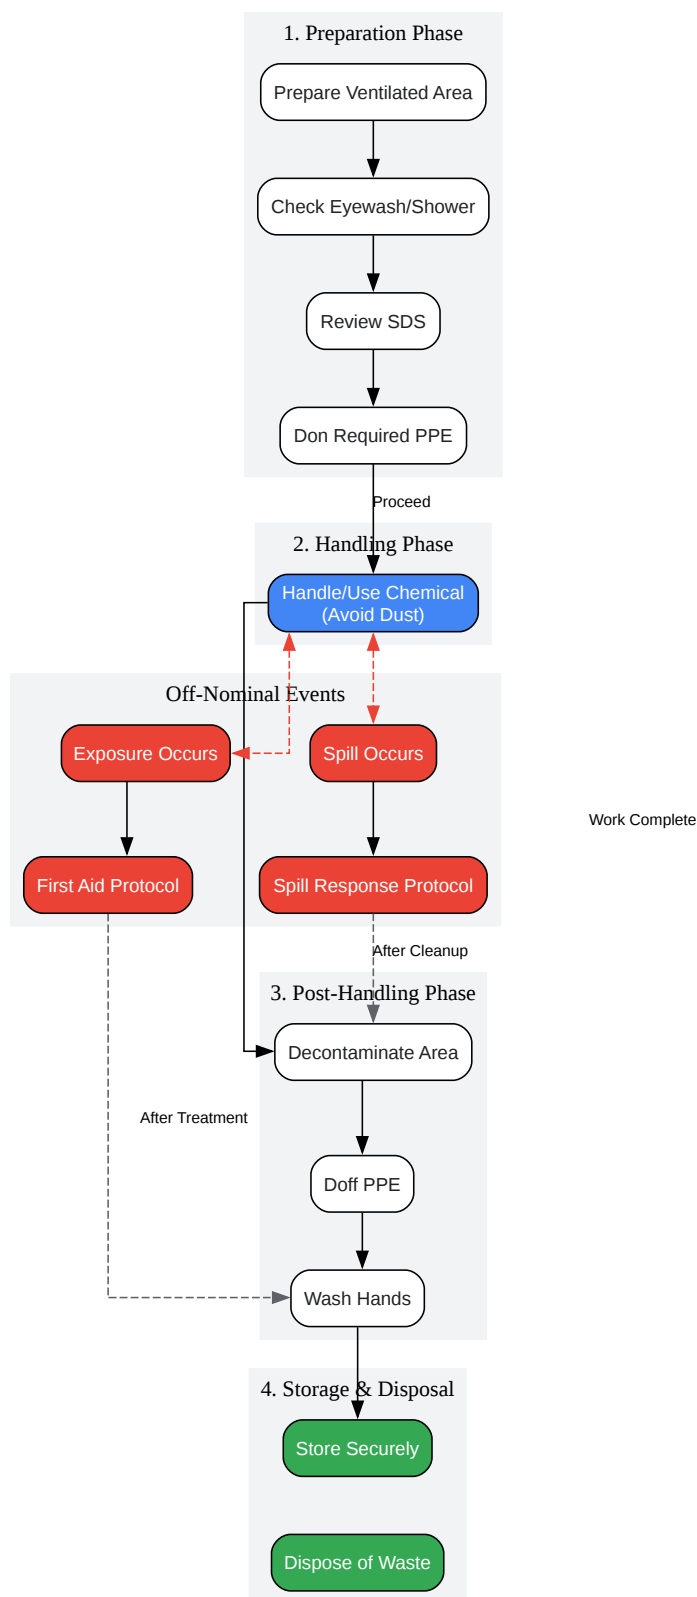 1. Preparation Phase
Prepare Ventilated Area
Check Eyewash/Shower
Review SDS
Don Required PPE
Proceed
2. Handling Phase
Handle/Use Chemical
(Avoid Dust)
Off-Nominal Events
Exposure Occurs
Spill Occurs
Work Complete
First Aid Protocol
Spill Response Protocol
After Cleanup
3. Post-Handling Phase
Decontaminate Area
After Treatment
Doff PPE
Wash Hands
4. Storage & Disposal
Store Securely
Dispose of Waste